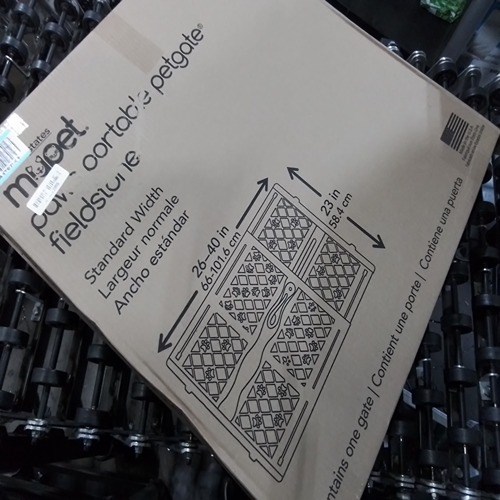 mypet
portable petgate®
fieldstone
Standard Width
Largeur normale
Ancho estándar
26-40 in
66-101.6 cm
23 in
58.4 cm
Contains one gate | Contient une porte | Contiene una puerta